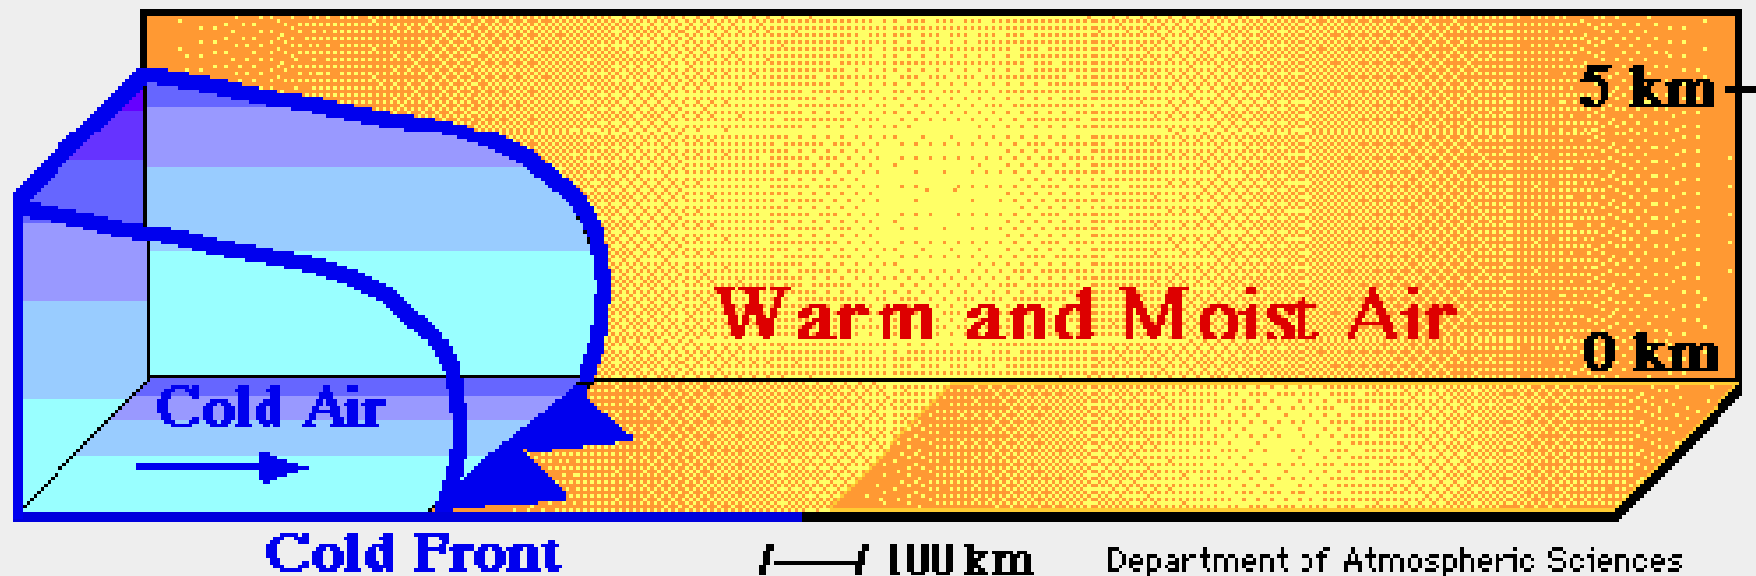 5 km
Warm and Moist Air
0 km
Cold Air
Cold Front
100 km
Department of Atmospheric Sciences